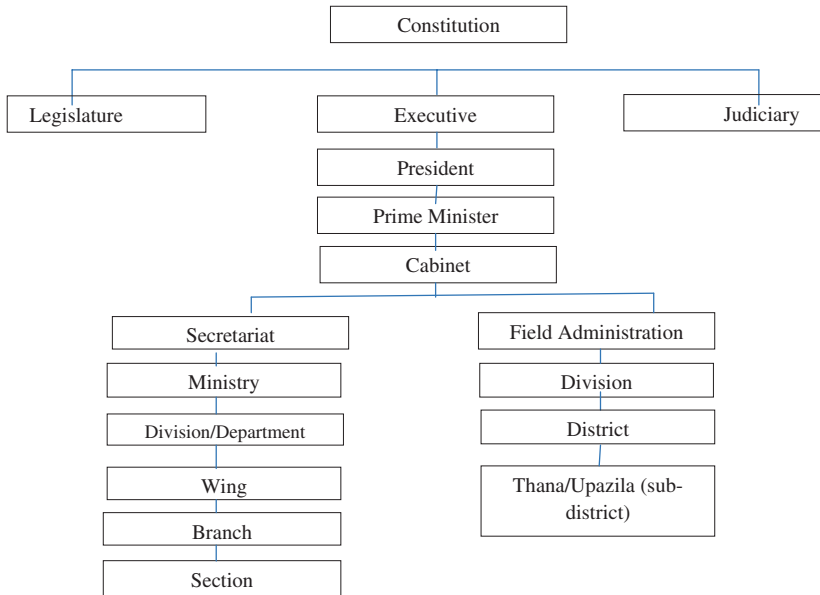 Constitution
Legislature
Executive
Judiciary
President
Prime Minister
Cabinet
Secretariat
Field Administration
Ministry
Division
Division/Department
District
Wing
Thana/Upazila (sub-
district)
Branch
Section